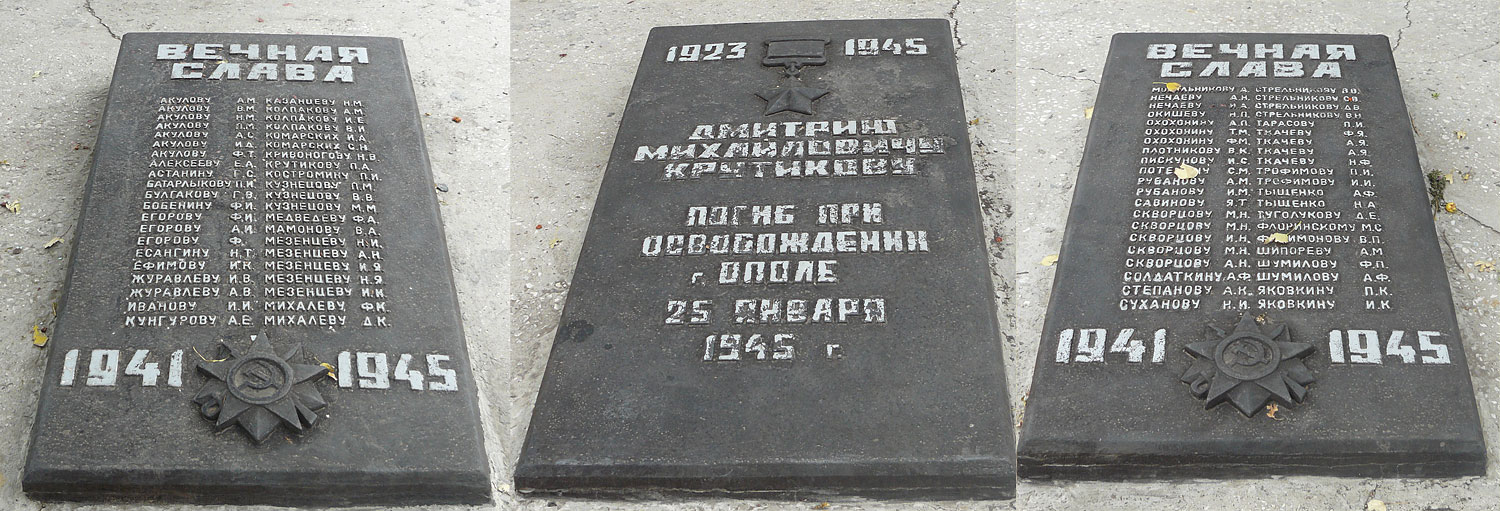 ВЕЧНАЯ
СЛАВА
АКУЛОВУ А.М. КАЗАНЦЕВУ Н.М.
АКУЛОВУ В.М. КОЛПАКОВУ А.М.
АКУЛОВУ Н.М. КОЛПАКОВУ И.Е.
АКУЛОВУ П.М. КОЛПАКОВУ В.И.
АКУЛОВУ А.С. КОМАРСКИХ И.А.
АКУЛОВУ И.Д. КОМАРСКИХ С.Н.
АКУЛОВУ Ф.Т. КРИВОНОГОВУ Н.В.
АЛЕКСЕЕВУ Е.А. КРУТИКОВУ П.А.
АСТАНИНУ Г.С. КОСТРОМИНУ П.И.
БАТАРЛЫКОВУ П.И. КУЗНЕЦОВУ П.М.
БУЛГАКОВУ Г.В. КУЗНЕЦОВУ В.В.
БОБЕНИНУ Ф.И. КУЗНЕЦОВУ М.М.
ЕГОРОВУ Ф.И. МЕДВЕДЕВУ Ф.А.
ЕГОРОВУ А.И. МАМОНОВУ В.А.
ЕГОРОВУ Ф. МЕЗЕНЦЕВУ Н.И.
ЕСАНГИНУ Н.Т. МЕЗЕНЦЕВУ А.Н.
ЕФИМОВУ И.К. МЕЗЕНЦЕВУ И.Я.
ЖУРАВЛЕВУ И.В. МЕЗЕНЦЕВУ Н.Я.
ЖУРАВЛЕВУ А.В. МЕЗЕНЦЕВУ И.К.
ИВАНОВУ И.И. МИХАЛЕВУ Ф.К.
КУНГУРОВУ А.Е. МИХАЛЕВУ Д.К.
1941 1945
1923 1945
ДМИТРИЮ
МИХАЙЛОВИЧУ
КРУТИКОВУ
ПОГИБ ПРИ
ОСВОБОЖДЕНИИ
г. ОПОЛЕ
25 ЯНВАРЯ
1945 г.
ВЕЧНАЯ
СЛАВА
Д. СТРЕЛЬНИКОВУ В.О.
НЕЧАЕВУ А.Н. СТРЕЛЬНИКОВУ С.П.
НЕЧАЕВУ И.А. СТРЕЛЬНИКОВУ Д.В.
ОКИШЕВУ Н.П. СТРЕЛЬНИКОВУ В.Н.
ОХОХОНИНУ А.П. ТАРАСОВУ П.И.
ОХОХОНИНУ Т.М. ТКАЧЕВУ Ф.Я.
ОХОХОНИНУ Ф.М. ТКАЧЕВУ А.Я.
ПЛОТНИКОВУ В.К. ТКАЧЕВУ А.Я.
ПИСКУНОВУ И.С. ТКАЧЕВУ Н.Ф.
С.М. ТРОФИМОВУ П.И.
РУБАНОВУ А.М. ТРОФИМОВУ И.И.
РУБАНОВУ И.М. ТЫЩЕНКО А.Ф.
САВИНОВУ Я.Т. ТЫЩЕНКО Н.А.
СКВОРЦОВУ М.Н. ТУГОЛУКОВУ Д.Е.
СКВОРЦОВУ М.Н. ФЛОРИНСКОМУ М.С.
СКВОРЦОВУ И.Н. В.П.
СКВОРЦОВУ М.Н. ШИПОРЕВУ А.М.
СКВОРЦОВУ А.Н. ШУМИЛОВУ Ф.П.
СОЛДАТКИНУ А.Ф. ШУМИЛОВУ А.Ф.
СТЕПАНОВУ А.К. ЯКОВКИНУ П.К.
СУХАНОВУ Н.И. ЯКОВКИНУ И.К.
1941 1945